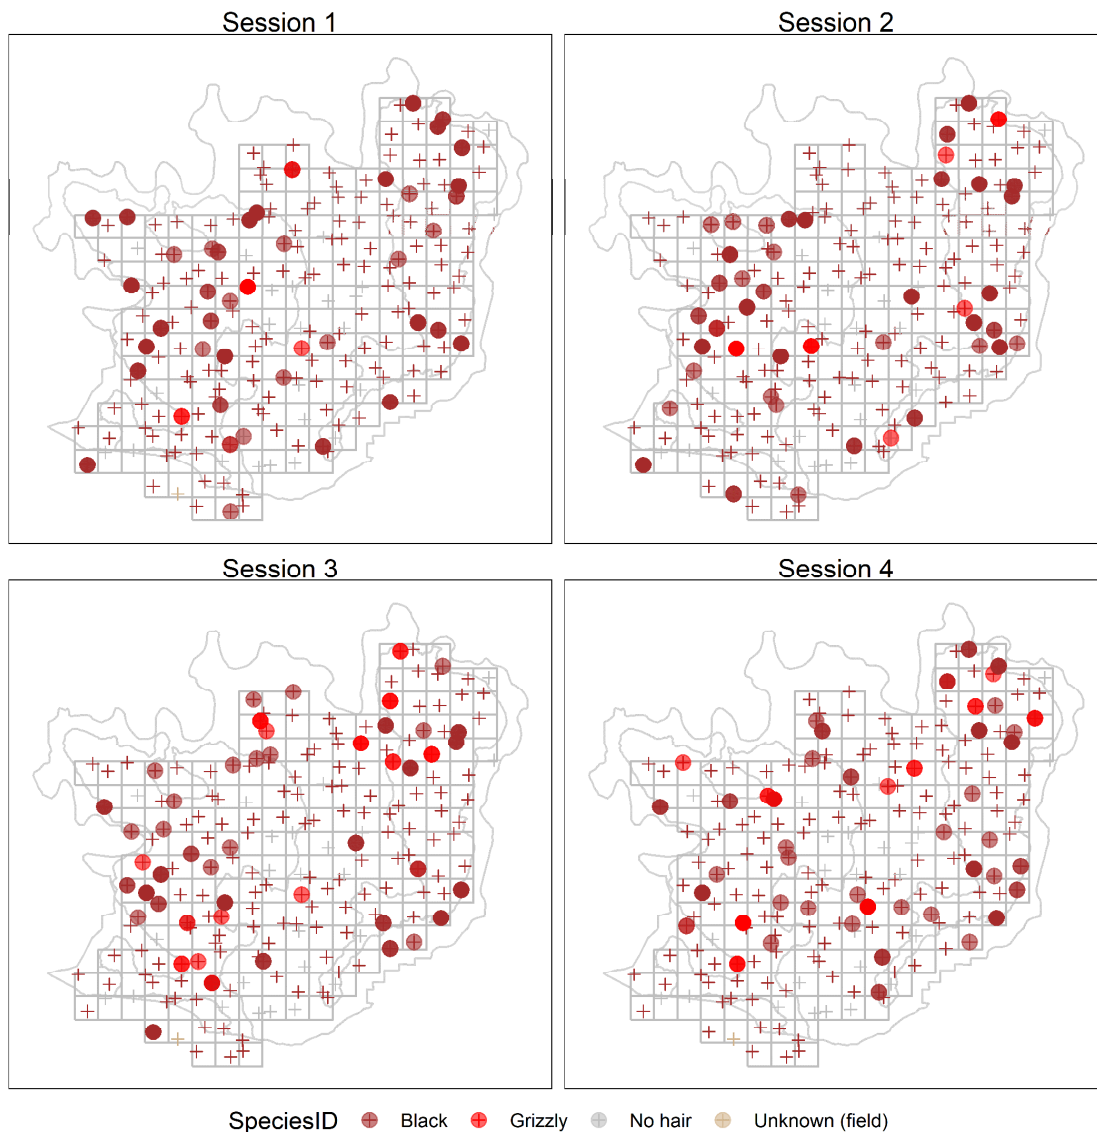 Session 1
Session 2
Session 3
Session 4
SpeciesID Black Grizzly No hair Unknown (field)